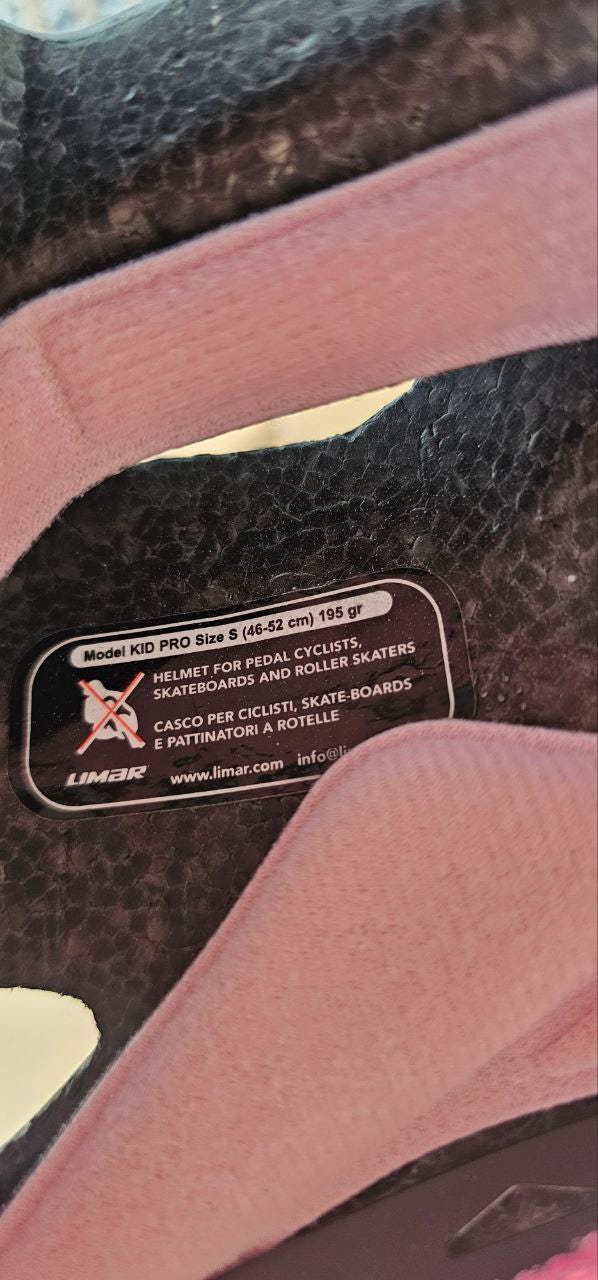 Model KID PRO Size S (46-52 cm) 195 gr
HELMET FOR PEDAL CYCLISTS,
SKATEBOARDS AND ROLLER SKATERS
CASCO PER CICLISTI, SKATE-BOARDS
E PATTINATORI A ROTELLE
LIMAR www.limar.com